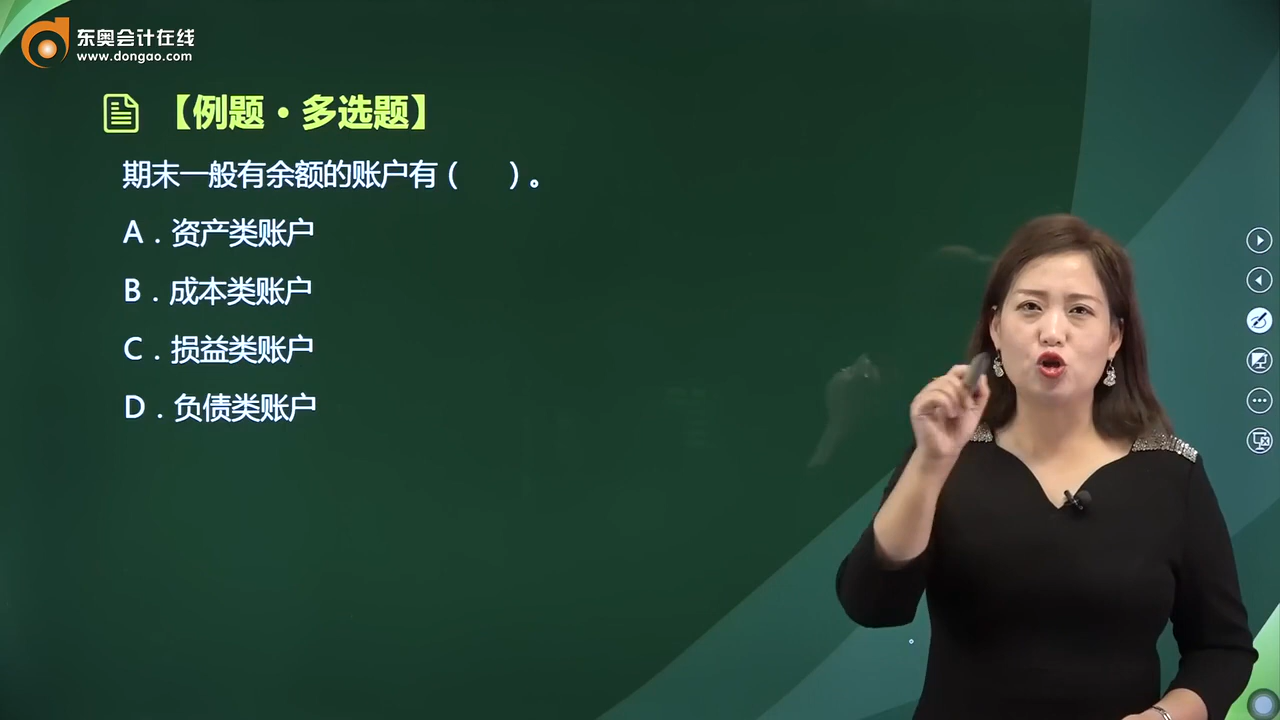 东奥会计在线
www.dongao.com
【例题·多选题】
期末一般有余额的账户有（　　）。
A．资产类账户
B．成本类账户
C．损益类账户
D．负债类账户